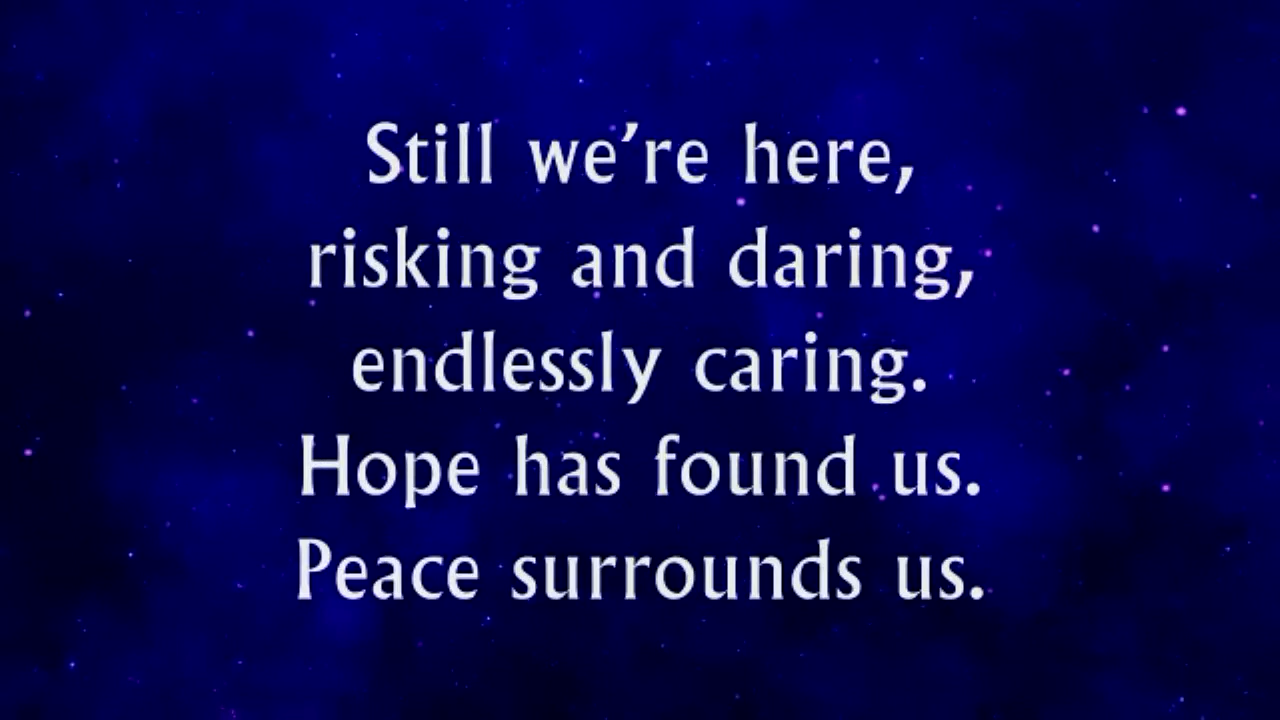 Still we’re here,
risking and daring,
endlessly caring.
Hope has found us.
Peace surrounds us.